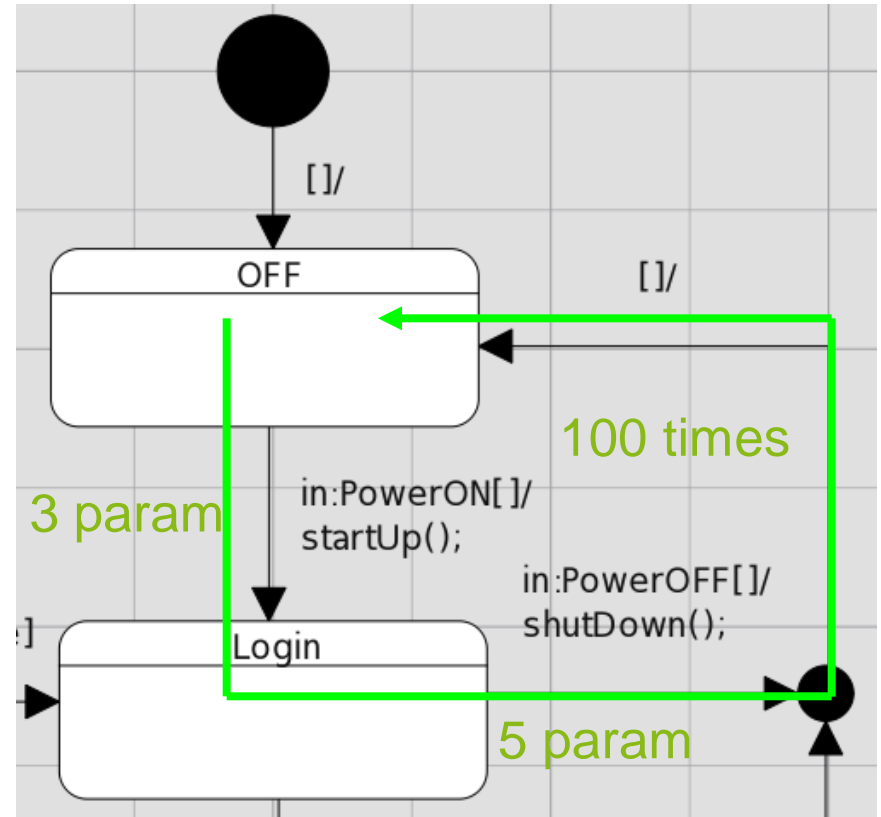 []/
OFF
[]/
100 times
3 param
in:PowerON[]/
startUp();
in:PowerOFF[]/
shutDown();
]
Login
5 param